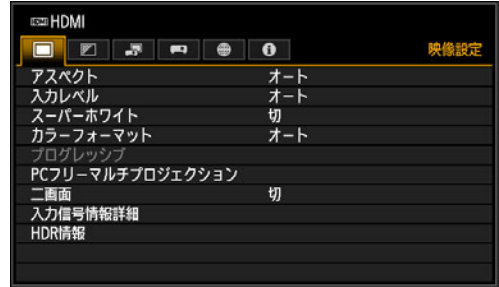 HDMI HDMI
映像設定
アスペクト オート
入力レベル オート
スーパーホワイト 切
カラーフォーマット オート
プログレッシブ
PCフリーマルチプロジェクション
二画面 切
入力信号情報詳細
HDR情報